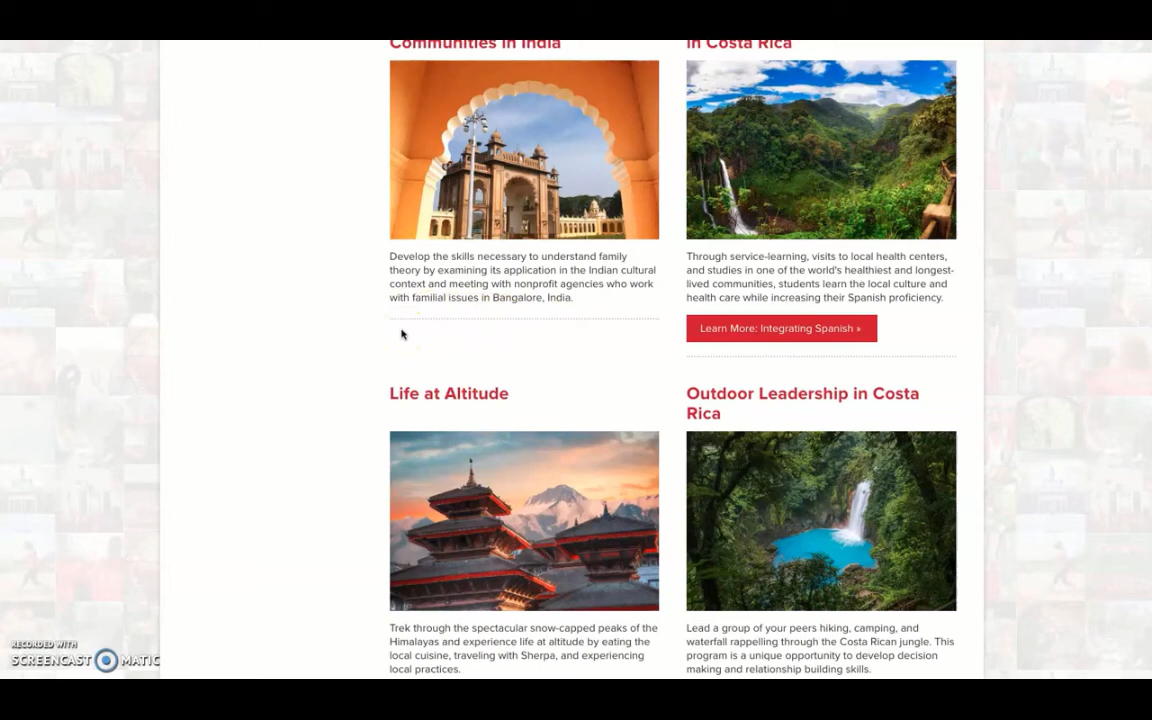 Communities in India
in Costa Rica
Develop the skills necessary to understand family
theory by examining its application in the Indian cultural
context and meeting with nonprofit agencies who work
with familial issues in Bangalore, India.
Through service-learning, visits to local health centers,
and studies in one of the world's healthiest and longest-
lived communities, students learn the local culture and
health care while increasing their Spanish proficiency.
Learn More: Integrating Spanish »
Life at Altitude
Outdoor Leadership in Costa
Rica
Trek through the spectacular snow-capped peaks of the
Himalayas and experience life at altitude by eating the
local cuisine, traveling with Sherpa, and experiencing
local practices.
Lead a group of your peers hiking, camping, and
waterfall rappelling through the Costa Rican jungle. This
program is a unique opportunity to develop decision
making and relationship building skills.
RECORDED WITH
SCREENCAST MATIC